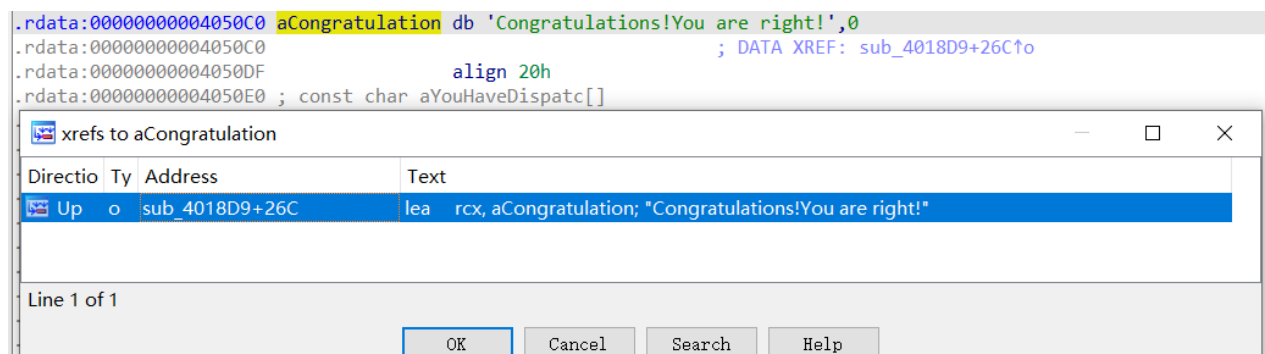 .rdata:00000000004050C0 aCongratulation db 'Congratulations!You are right!',0
.rdata:00000000004050C0 ; DATA XREF: sub_4018D9+26C↑o
.rdata:00000000004050DF align 20h
.rdata:00000000004050E0 ; const char aYouHaveDispatc[]
xrefs to aCongratulation
Directio Ty Address Text
Up o sub_4018D9+26C lea rcx, aCongratulation; "Congratulations!You are right!"
Line 1 of 1
OK Cancel Search Help